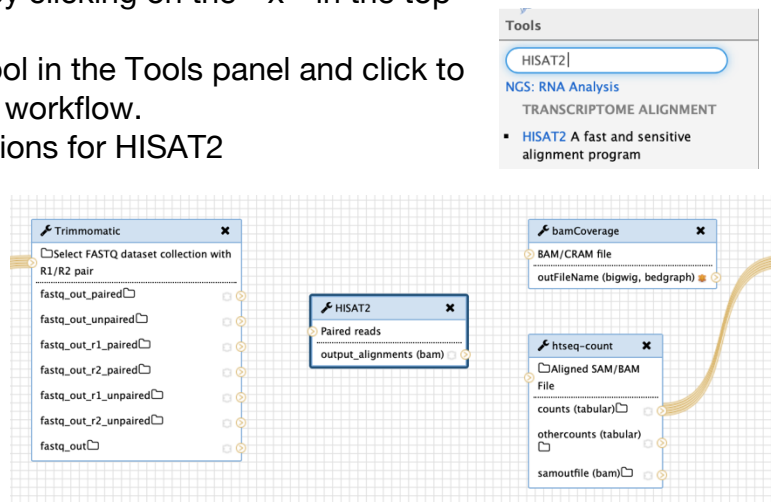 y clicking on the "x" in the top
ool in the Tools panel and click to
workflow.
ions for HISAT2
Tools
HISAT2
NGS: RNA Analysis
TRANSCRIPTOME ALIGNMENT
HISAT2 A fast and sensitive
alignment program
Trimmomatic
Select FASTQ dataset collection with
R1/R2 pair
fastq_out_paired
fastq_out_unpaired
fastq_out_r1_paired
fastq_out_r2_paired
fastq_out_r1_unpaired
fastq_out_r2_unpaired
fastq_out
HISAT2
Paired reads
output_alignments (bam)
bamCoverage
BAM/CRAM file
outFileName (bigwig, bedgraph)
htseq-count
Aligned SAM/BAM
File
counts (tabular)
othercounts (tabular)
samoutfile (bam)